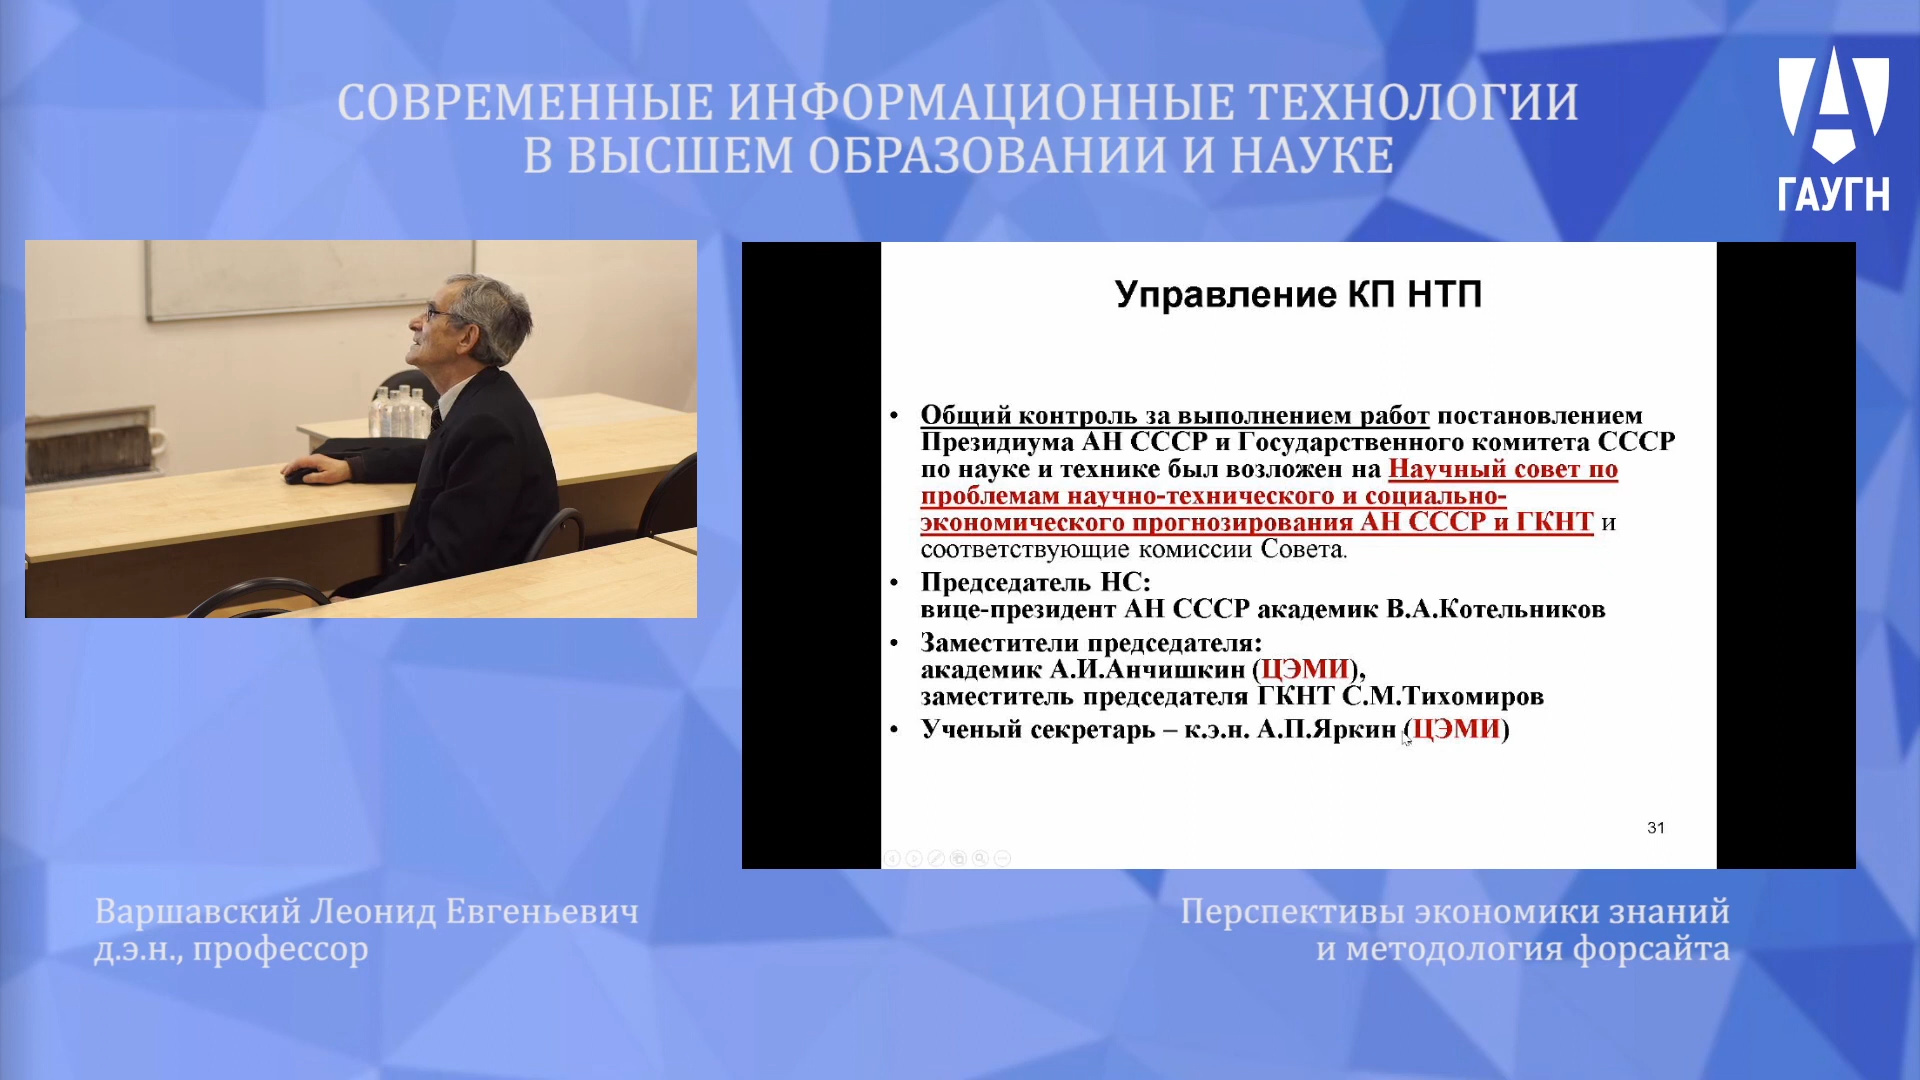 СОВРЕМЕННЫЕ ИНФОРМАЦИОННЫЕ ТЕХНОЛОГИИ
В ВЫСШЕМ ОБРАЗОВАНИИ И НАУКЕ
ГАУГН
Управление КП НТП
• Общий контроль за выполнением работ постановлением
Президиума АН СССР и Государственного комитета СССР
по науке и технике был возложен на Научный совет по
проблемам научно-технического и социально-
экономического прогнозирования АН СССР и ГКНТ и
соответствующие комиссии Совета.
• Председатель НС:
вице-президент АН СССР академик В.А.Котельников
• Заместители председателя:
академик А.И.Анчишкин (ЦЭМИ),
заместитель председателя ГКНТ С.М.Тихомиров
• Ученый секретарь – к.э.н. А.П.Яркин (ЦЭМИ)
31
Варшавский Леонид Евгеньевич
д.э.н., профессор
Перспективы экономики знаний
и методология форсайта